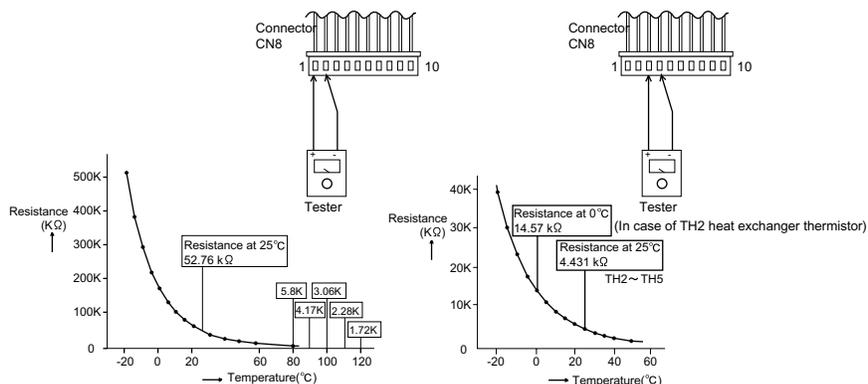 Connector
CN8
1
10
+
-
Tester
Resistance
(KΩ)
500K
400K
300K
200K
100K
0
Resistance at 25°C
52.76 kΩ
5.8K
3.06K
4.17K
2.28K
1.72K
-20
0
20
40
60
80
100
120
Temperature(°C)
Connector
CN8
1
10
+
-
Tester
Resistance
(KΩ)
40K
30K
20K
10K
0
Resistance at 0°C
14.57 kΩ
(In case of TH2 heat exchanger thermistor)
Resistance at 25°C
4.431 kΩ
TH2～TH5
-20
0
20
40
60
Temperature(°C)